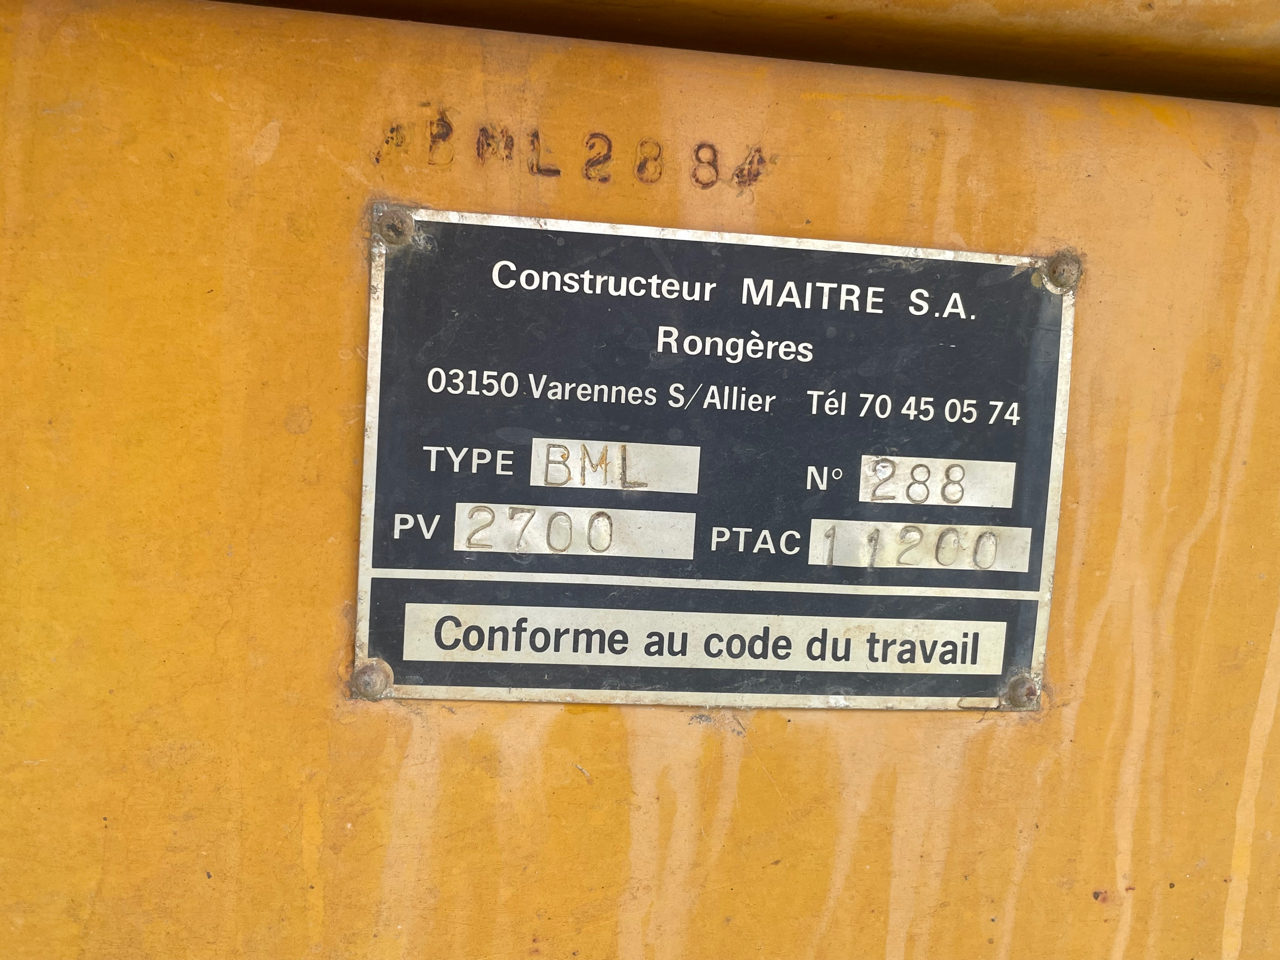 BML288
Constructeur MAITRE S.A.
Rongères
03150 Varennes S/Allier Tél 70 45 05 74
TYPE BML N° 288
PV 2700 PTAC 11200
Conforme au code du travail